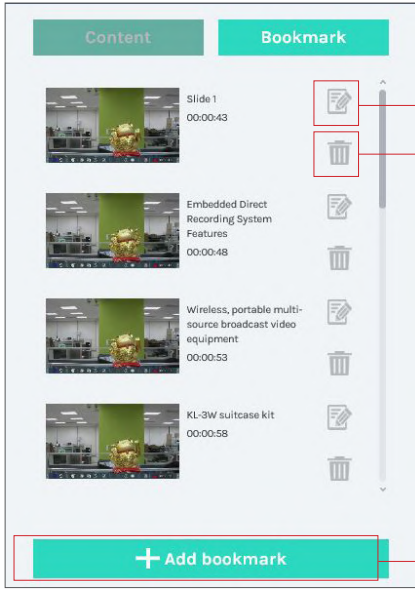 Content
Bookmark
Slide 1
00:00:43
Embedded Direct
Recording System
Features
00:00:48
Wireless, portable multi-
source broadcast video
equipment
00:00:53
KL-3W suitcase kit
00:00:58
Add bookmark